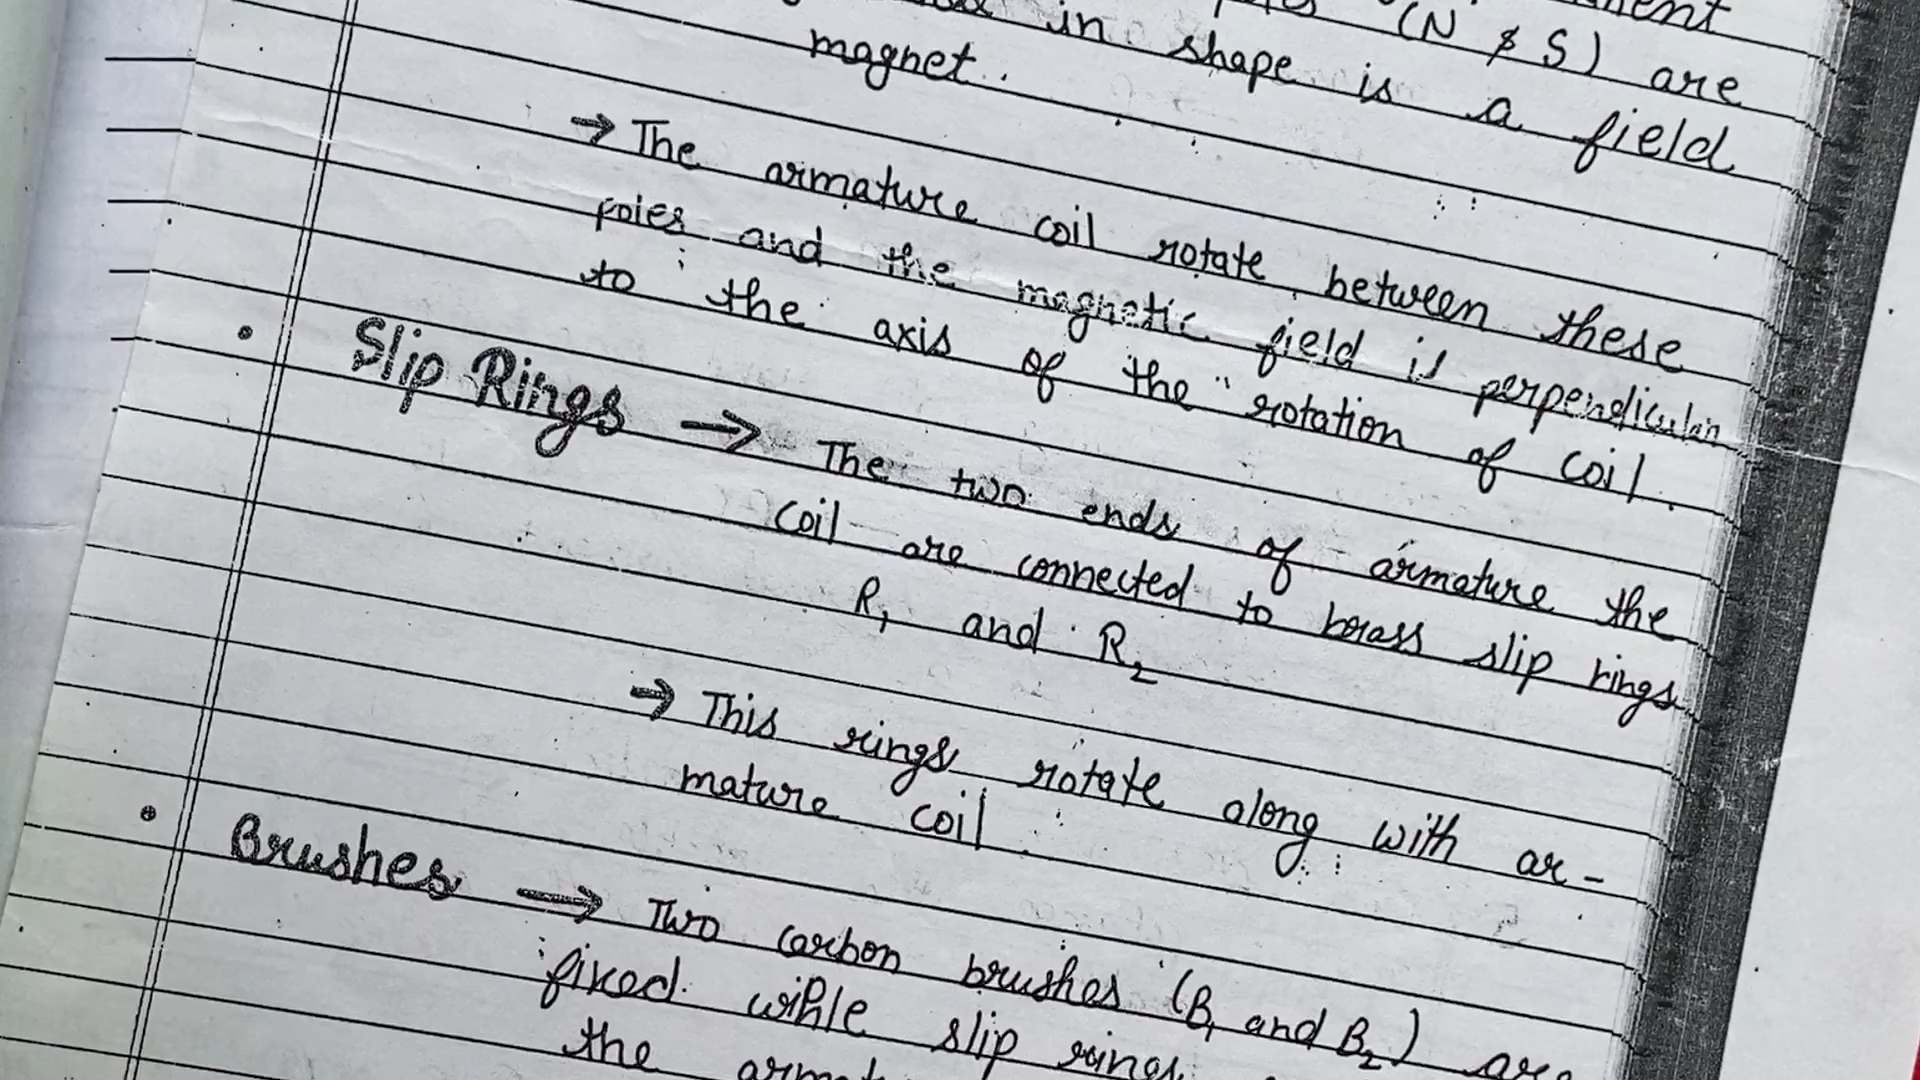 (N & S) are
in shape is a field
magnet.
→ The armature coil rotate between these
poies and the magnetic field is perpendicular
to the axis of the rotation of coil.
• Slip Rings → The two ends of armature the
coil are connected to brass slip rings
R₁ and R₂
→ This rings rotate along with ar-
mature coil.
• Brushes → Two carbon brushes (B₁ and B₂) are
fixed wihle slip rings
the